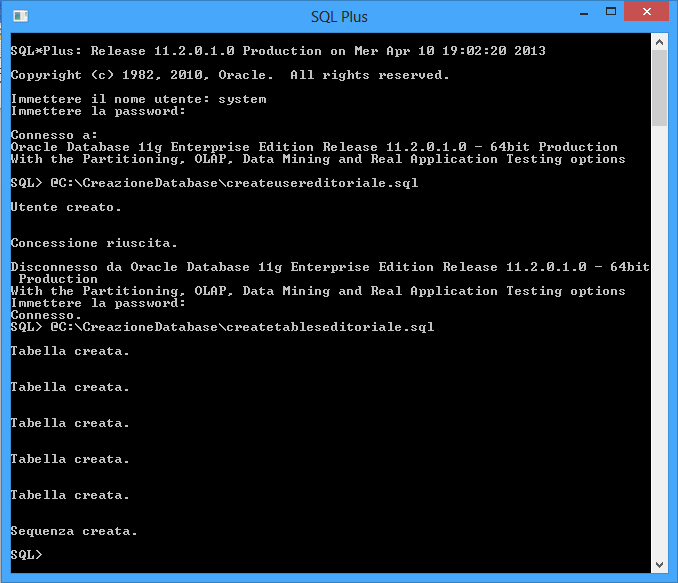 SQL Plus
SQL*Plus: Release 11.2.0.1.0 Production on Mer Apr 10 19:02:20 2013
Copyright (c) 1982, 2010, Oracle.  All rights reserved.
Immettere il nome utente: system
Immettere la password:
Connesso a:
Oracle Database 11g Enterprise Edition Release 11.2.0.1.0 - 64bit Production
With the Partitioning, OLAP, Data Mining and Real Application Testing options
SQL> @C:\CreazioneDatabase\createusereditoriale.sql
Utente creato.
Concessione riuscita.
Disconnesso da Oracle Database 11g Enterprise Edition Release 11.2.0.1.0 - 64bit
Production
With the Partitioning, OLAP, Data Mining and Real Application Testing options
Immettere la password:
Connesso.
SQL> @C:\CreazioneDatabase\createtableseditoriale.sql
Tabella creata.
Tabella creata.
Tabella creata.
Tabella creata.
Tabella creata.
Sequenza creata.
SQL>